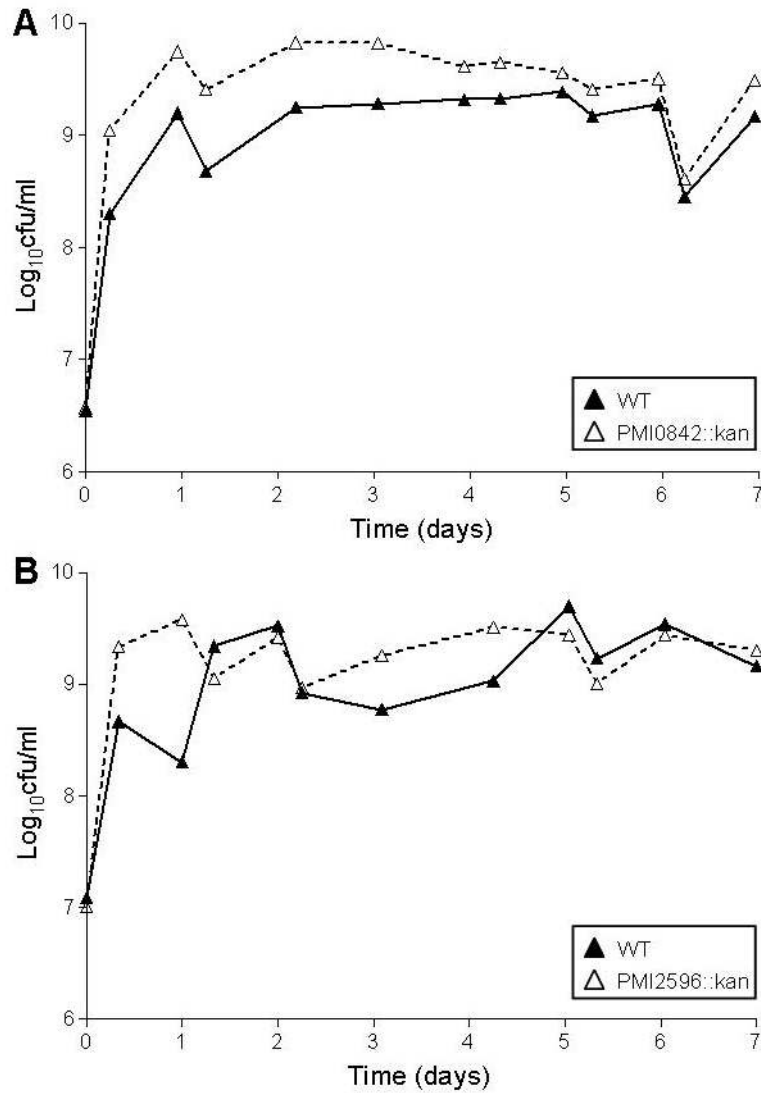 A
10
9
8
7
6
Log10cfu/ml
0 1 2 3 4 5 6 7
Time (days)
WT
PMI0842::kan
B
10
9
8
7
6
Log10cfu/ml
0 1 2 3 4 5 6 7
Time (days)
WT
PMI2596::kan